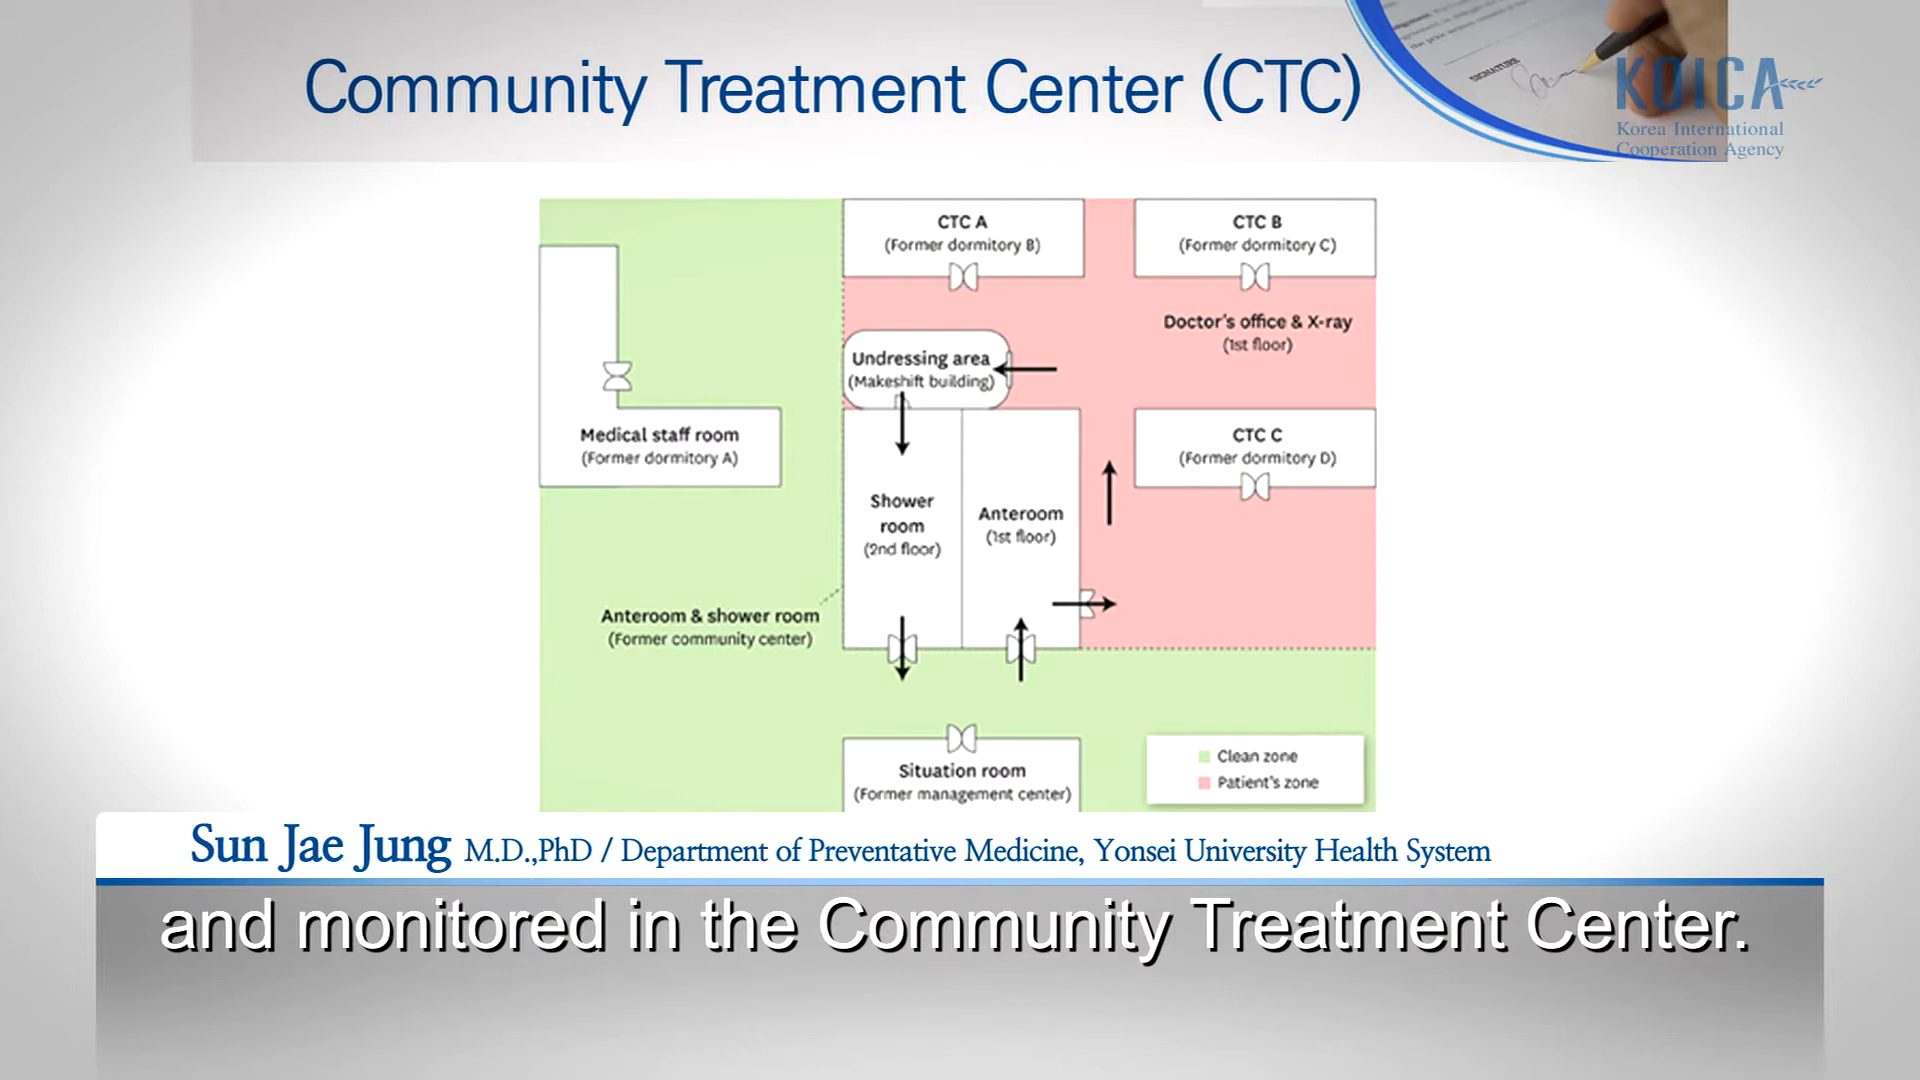 Community Treatment Center (CTC)
SIGNATURE
KOICA
Korea International
Cooperation Agency
CTC A
(Former dormitory B)
CTC B
(Former dormitory C)
Doctor's office & X-ray
(1st floor)
Undressing area
(Makeshift building)
Medical staff room
(Former dormitory A)
CTC C
(Former dormitory D)
Shower
room
(2nd floor)
Anteroom
(1st floor)
Anteroom & shower room
(Former community center)
Situation room
(Former management center)
Clean zone
Patient's zone
Sun Jae Jung M.D.,PhD / Department of Preventative Medicine, Yonsei University Health System
and monitored in the Community Treatment Center.